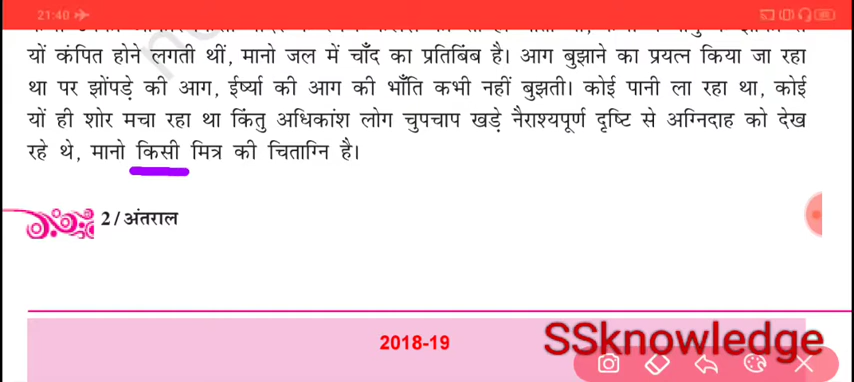 21:40
यों कंपित होने लगती थीं, मानो जल में चाँद का प्रतिबिंब है। आग बुझाने का प्रयत्न किया जा रहा
था पर झोंपड़े की आग, ईर्ष्या की आग की भाँति कभी नहीं बुझती। कोई पानी ला रहा था, कोई
यों ही शोर मचा रहा था किंतु अधिकांश लोग चुपचाप खड़े नैराश्यपूर्ण दृष्टि से अग्निदाह को देख
रहे थे, मानो किसी मित्र की चिताग्नि है।
2/अंतराल
2018-19
SSknowledge